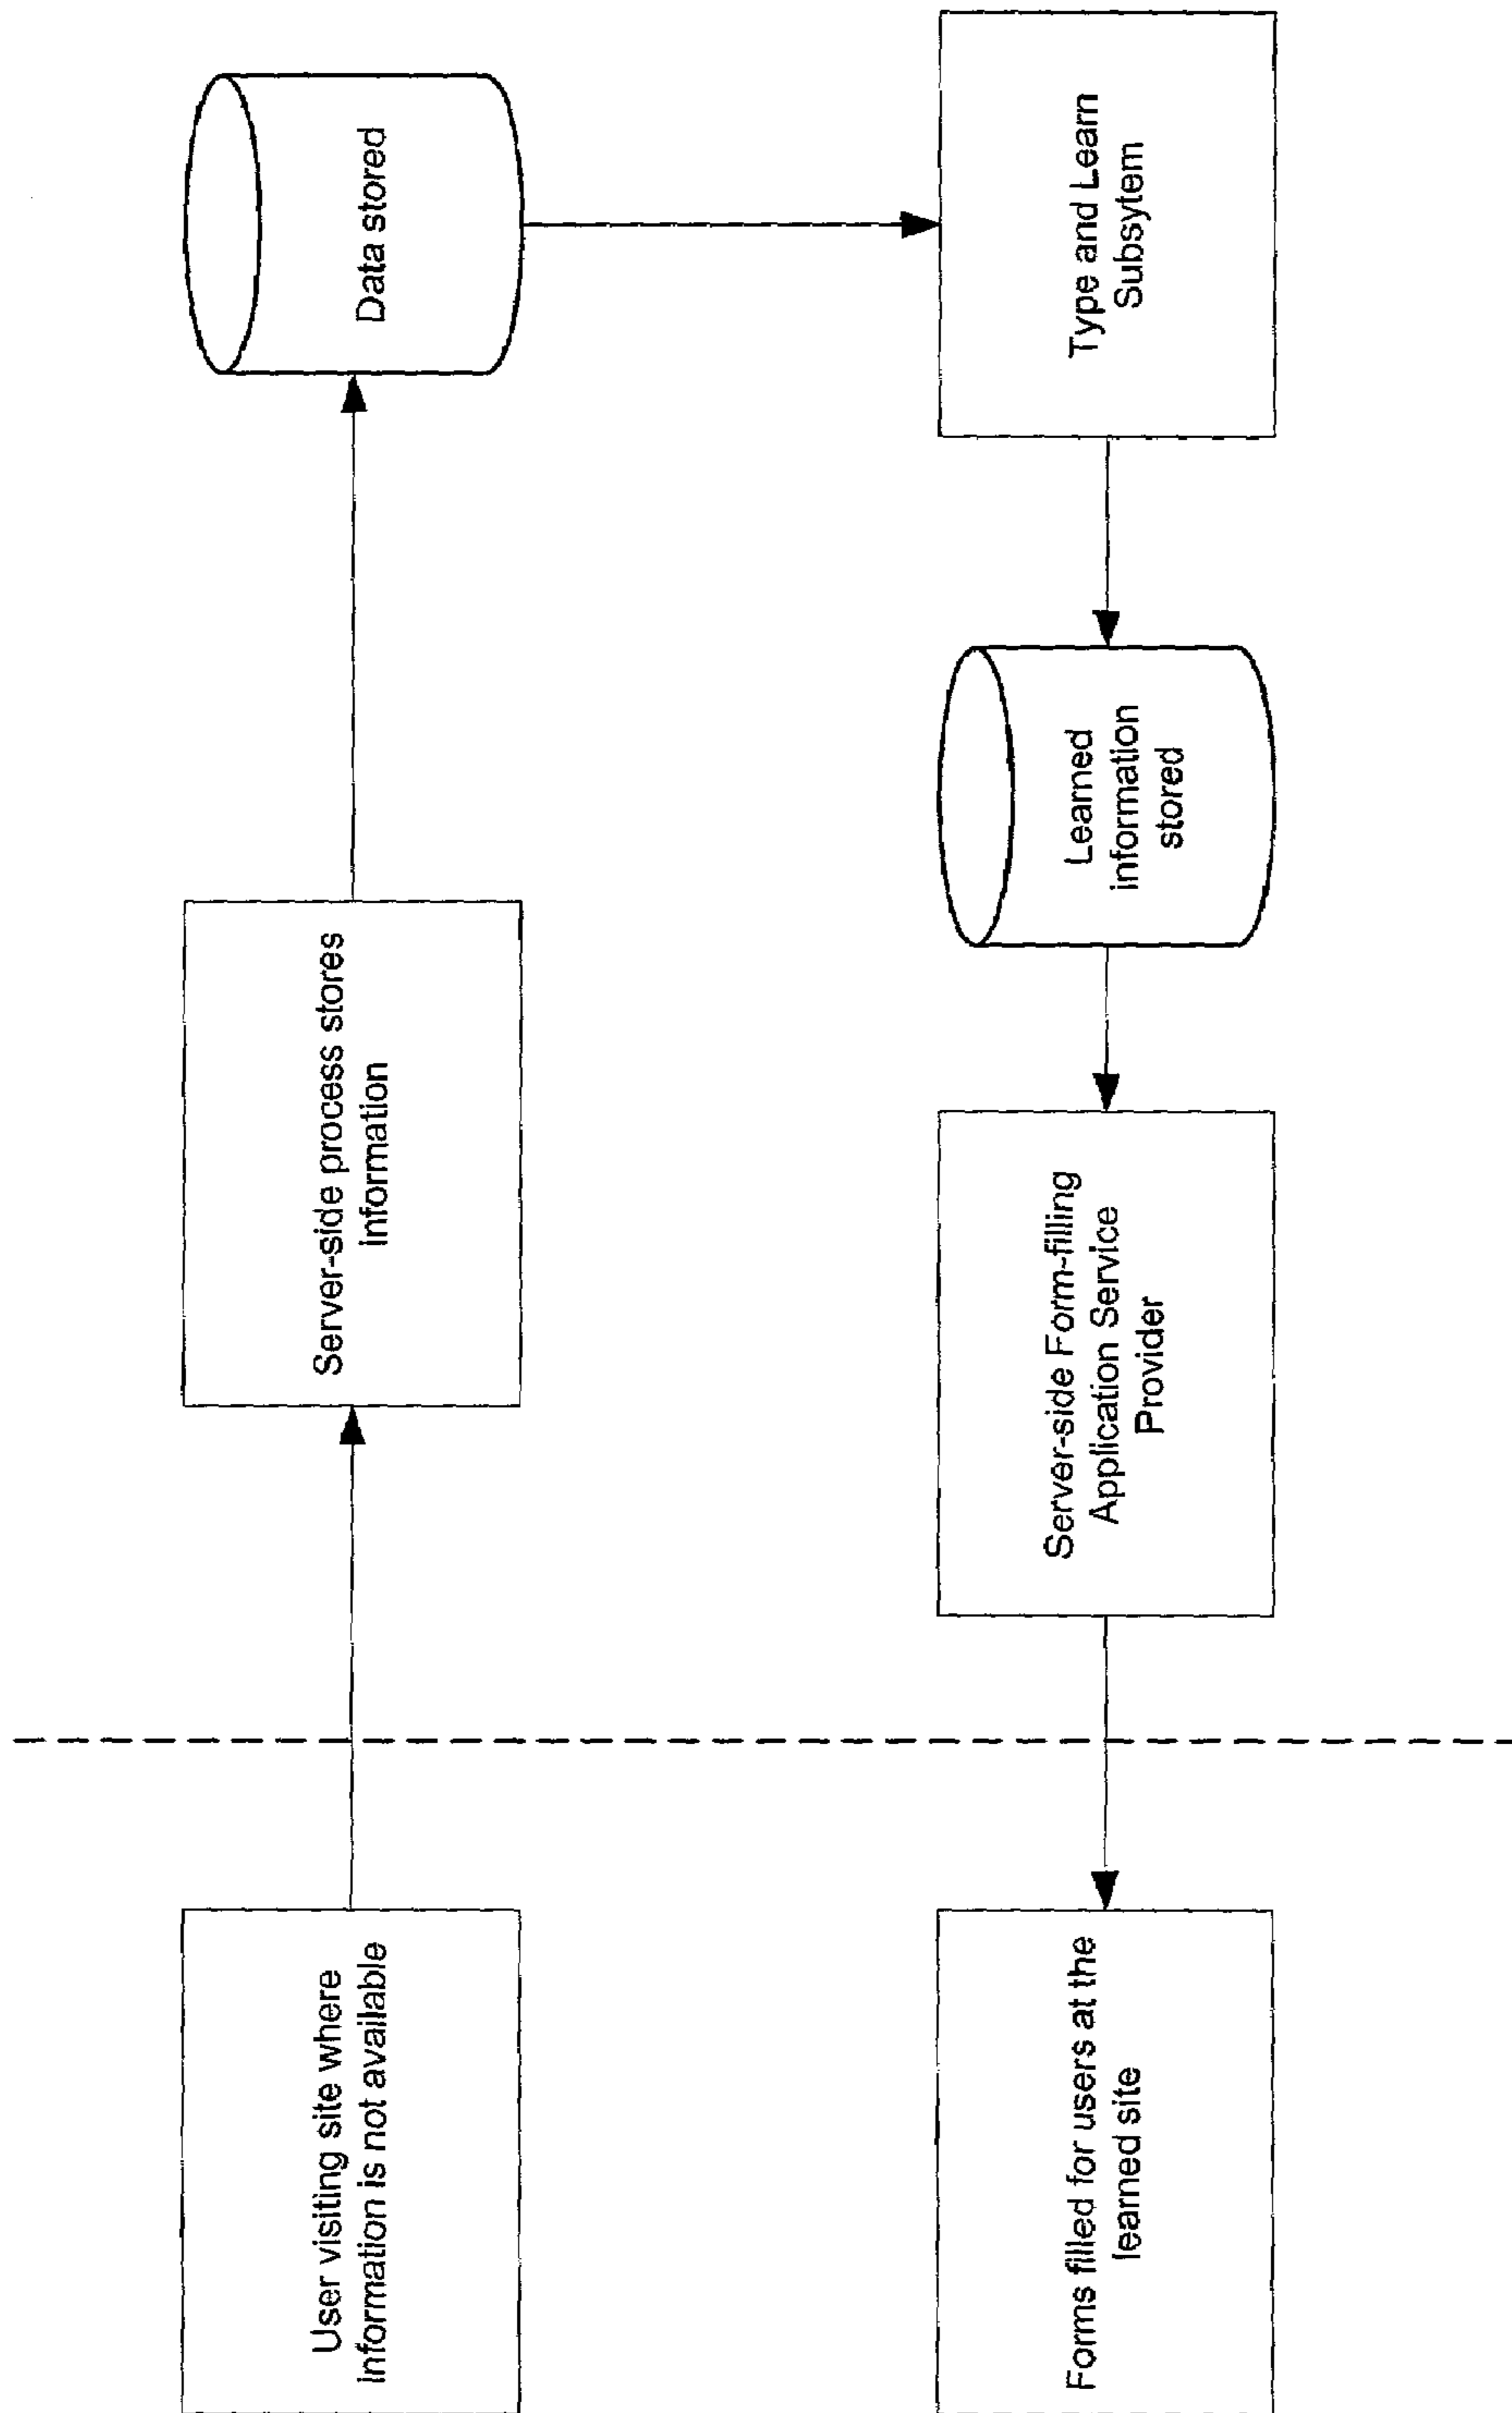 User visiting site where
information is not available
Server-side process stores
information
Data stored
Type and Learn
Subsytem
Learned
information
stored
Server-side Form-filling
Application Service
Provider
Forms filled for users at the
learned site